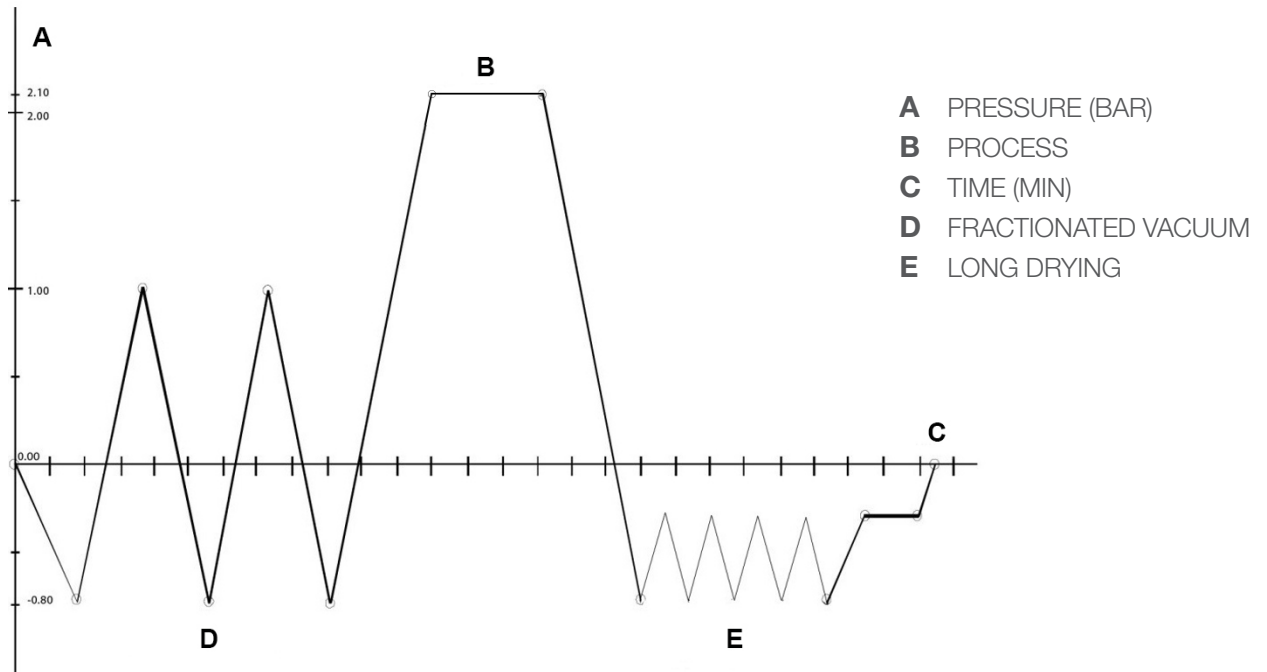 A
B
2.10
2.00
1.00
0.00
C
-0.80
D
E
A PRESSURE (BAR)
B PROCESS
C TIME (MIN)
D FRACTIONATED VACUUM
E LONG DRYING